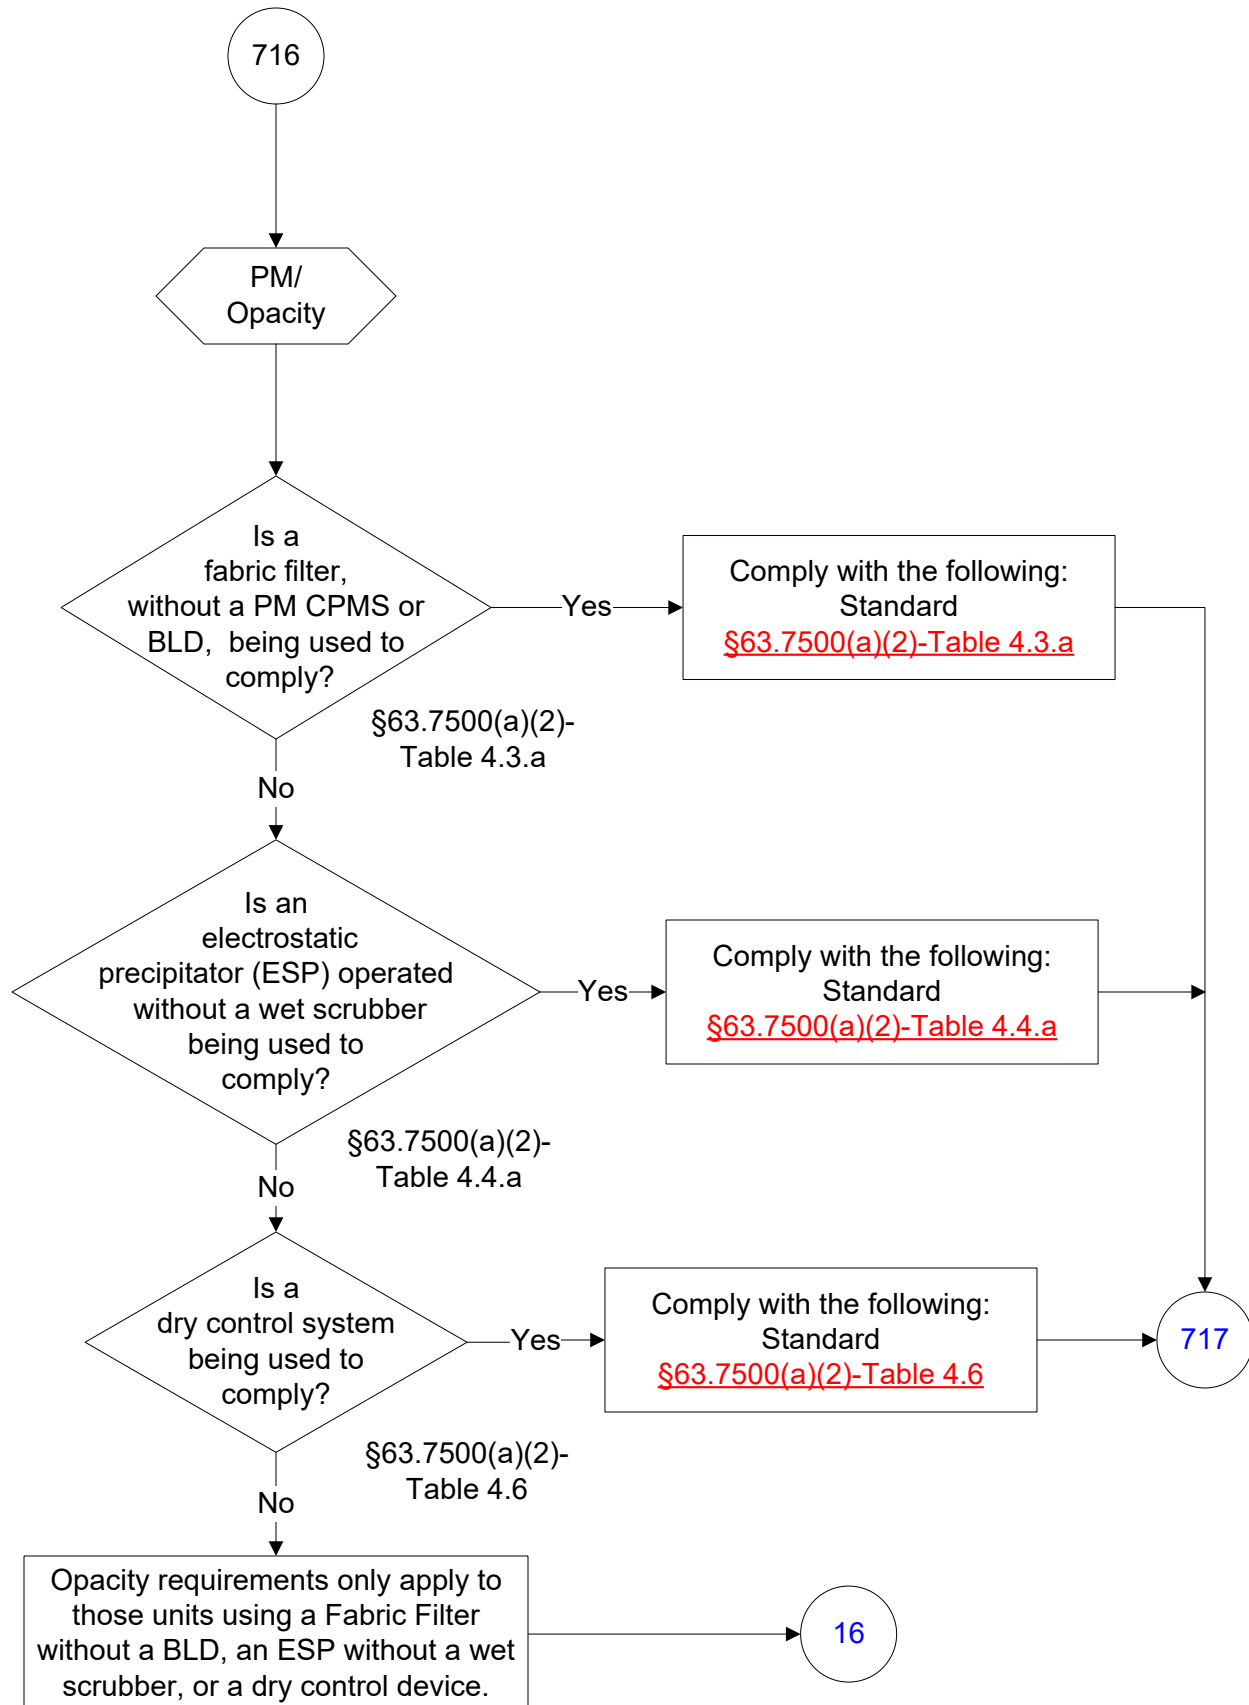 716
PM/
Opacity
Is a
fabric filter,
without a PM CPMS or
BLD,  being used to
comply?
Yes
Comply with the following:
Standard
§63.7500(a)(2)-Table 4.3.a
§63.7500(a)(2)-
Table 4.3.a
No
Is an
electrostatic
precipitator (ESP) operated
without a wet scrubber
being used to
comply?
Yes
Comply with the following:
Standard
§63.7500(a)(2)-Table 4.4.a
§63.7500(a)(2)-
Table 4.4.a
No
Is a
dry control system
being used to
comply?
Yes
Comply with the following:
Standard
§63.7500(a)(2)-Table 4.6
717
§63.7500(a)(2)-
Table 4.6
No
Opacity requirements only apply to
those units using a Fabric Filter
without a BLD, an ESP without a wet
scrubber, or a dry control device.
16